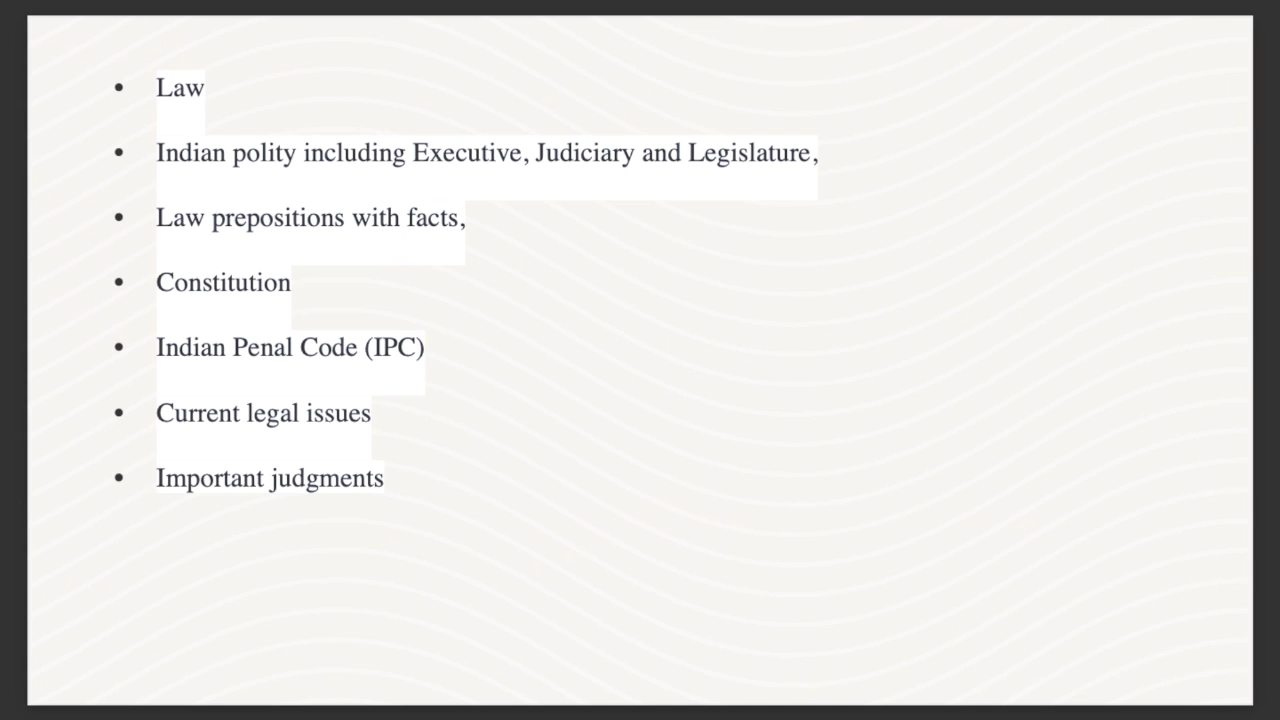 • Law
• Indian polity including Executive, Judiciary and Legislature,
• Law prepositions with facts,
• Constitution
• Indian Penal Code (IPC)
• Current legal issues
• Important judgments